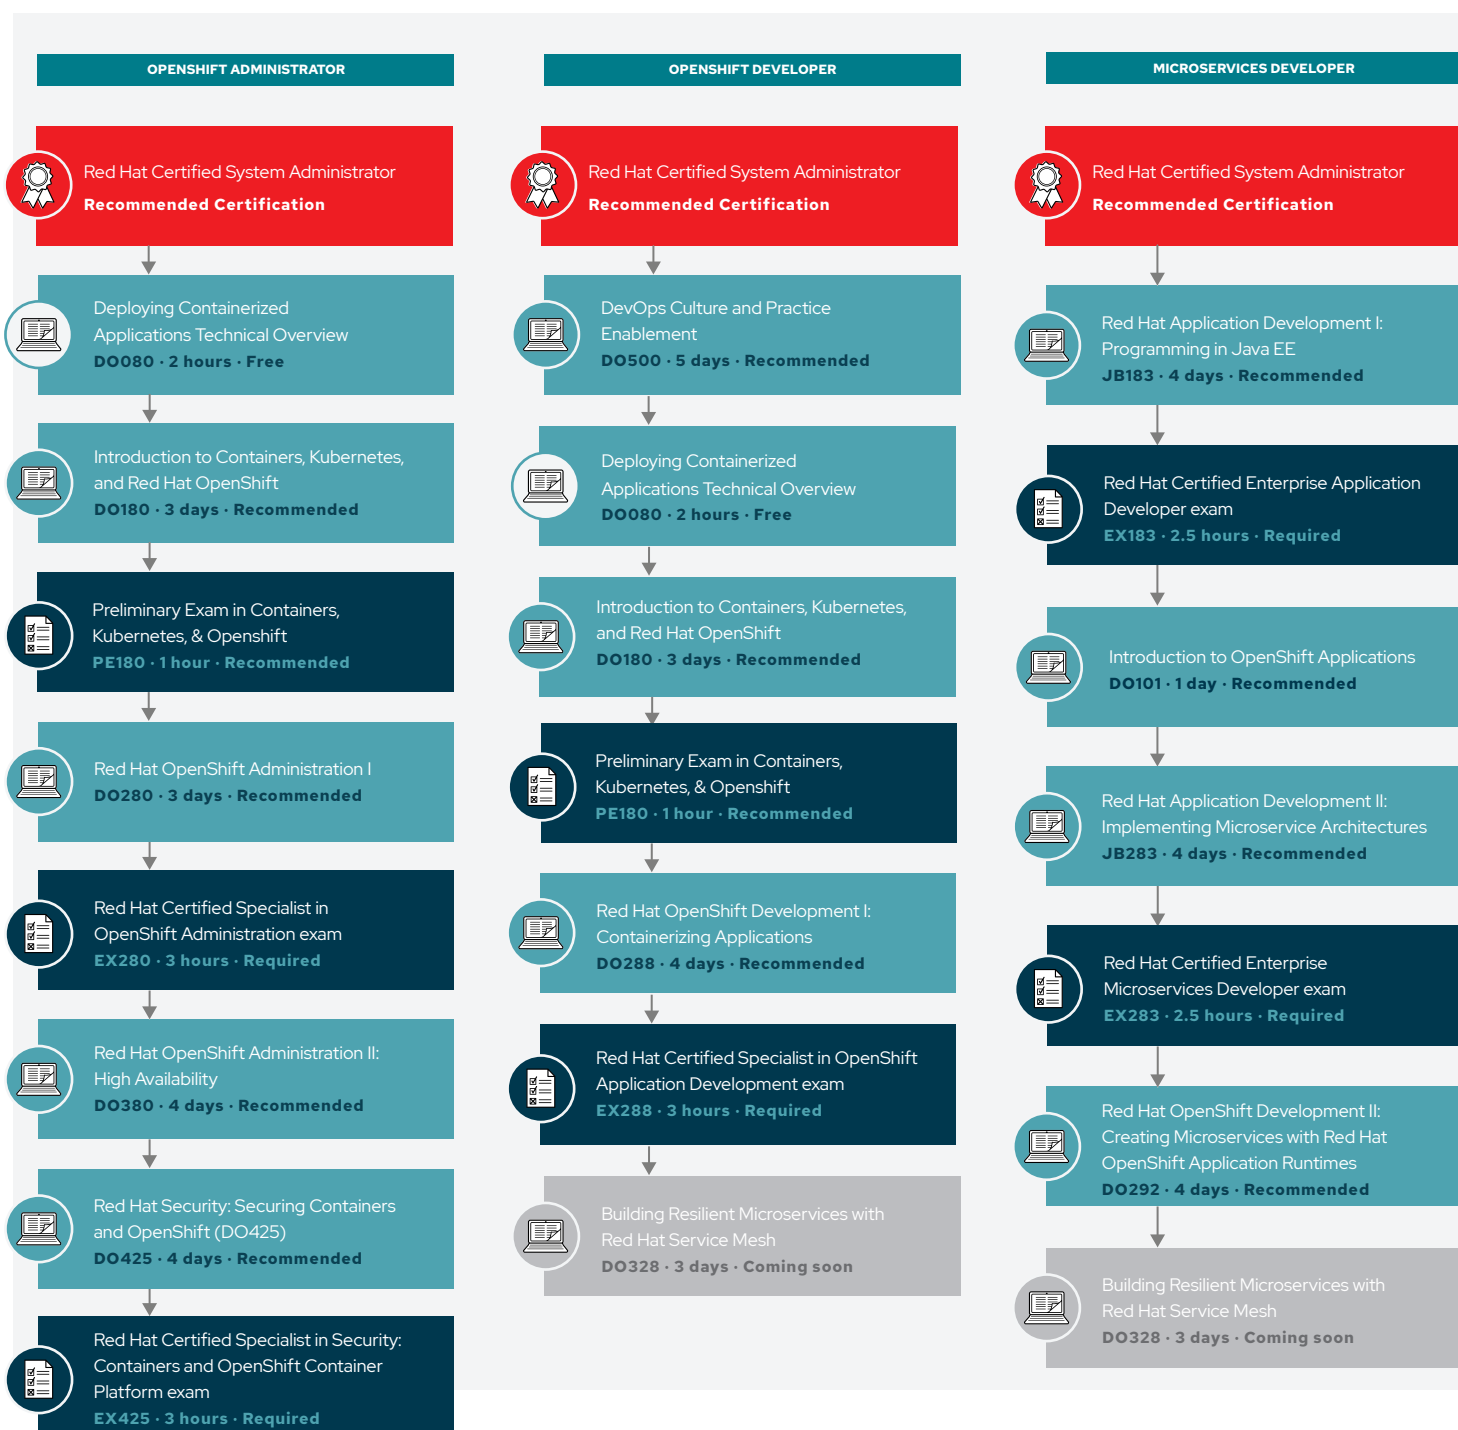 OPENSHIFT ADMINISTRATOR
Red Hat Certified System Administrator
Recommended Certification
Deploying Containerized
Applications Technical Overview
DO080 · 2 hours · Free
Introduction to Containers, Kubernetes,
and Red Hat OpenShift
DO180 · 3 days · Recommended
Preliminary Exam in Containers,
Kubernetes, & Openshift
PE180 · 1 hour · Recommended
Red Hat OpenShift Administration I
DO280 · 3 days · Recommended
Red Hat Certified Specialist in
OpenShift Administration exam
EX280 · 3 hours · Required
Red Hat OpenShift Administration II:
High Availability
DO380 · 4 days · Recommended
Red Hat Security: Securing Containers
and OpenShift (DO425)
DO425 · 4 days · Recommended
Red Hat Certified Specialist in Security:
Containers and OpenShift Container
Platform exam
EX425 · 3 hours · Required
OPENSHIFT DEVELOPER
Red Hat Certified System Administrator
Recommended Certification
DevOps Culture and Practice
Enablement
DO500 · 5 days · Recommended
Deploying Containerized
Applications Technical Overview
DO080 · 2 hours · Free
Introduction to Containers, Kubernetes,
and Red Hat OpenShift
DO180 · 3 days · Recommended
Preliminary Exam in Containers,
Kubernetes, & Openshift
PE180 · 1 hour · Recommended
Red Hat OpenShift Development I:
Containerizing Applications
DO288 · 4 days · Recommended
Red Hat Certified Specialist in OpenShift
Application Development exam
EX288 · 3 hours · Required
Building Resilient Microservices with
Red Hat Service Mesh
DO328 · 3 days · Coming soon
MICROSERVICES DEVELOPER
Red Hat Certified System Administrator
Recommended Certification
Red Hat Application Development I:
Programming in Java EE
JB183 · 4 days · Recommended
Red Hat Certified Enterprise Application
Developer exam
EX183 · 2.5 hours · Required
Introduction to OpenShift Applications
DO101 · 1 day · Recommended
Red Hat Application Development II:
Implementing Microservice Architectures
JB283 · 4 days · Recommended
Red Hat Certified Enterprise
Microservices Developer exam
EX283 · 2.5 hours · Required
Red Hat OpenShift Development II:
Creating Microservices with Red Hat
OpenShift Application Runtimes
DO292 · 4 days · Recommended
Building Resilient Microservices with
Red Hat Service Mesh
DO328 · 3 days · Coming soon